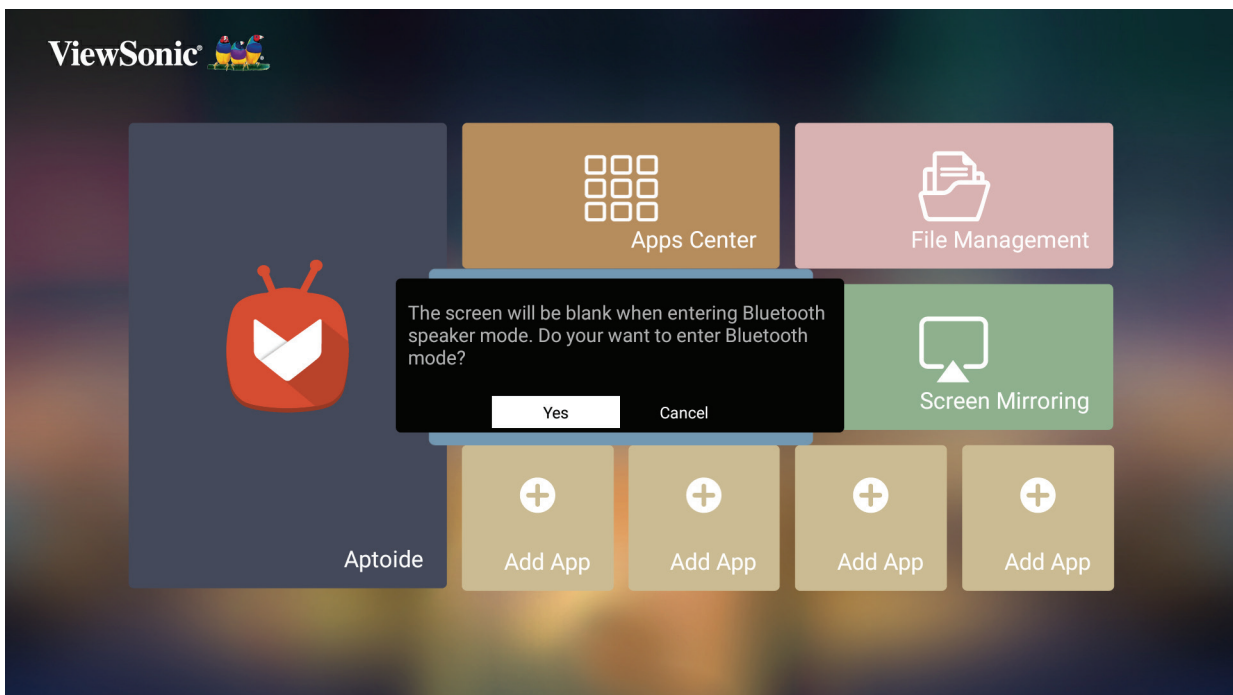 ViewSonic®
Apps Center
File Management
The screen will be blank when entering Bluetooth
speaker mode. Do your want to enter Bluetooth
mode?
Yes
Cancel
Screen Mirroring
Aptoide
Add App
Add App
Add App
Add App